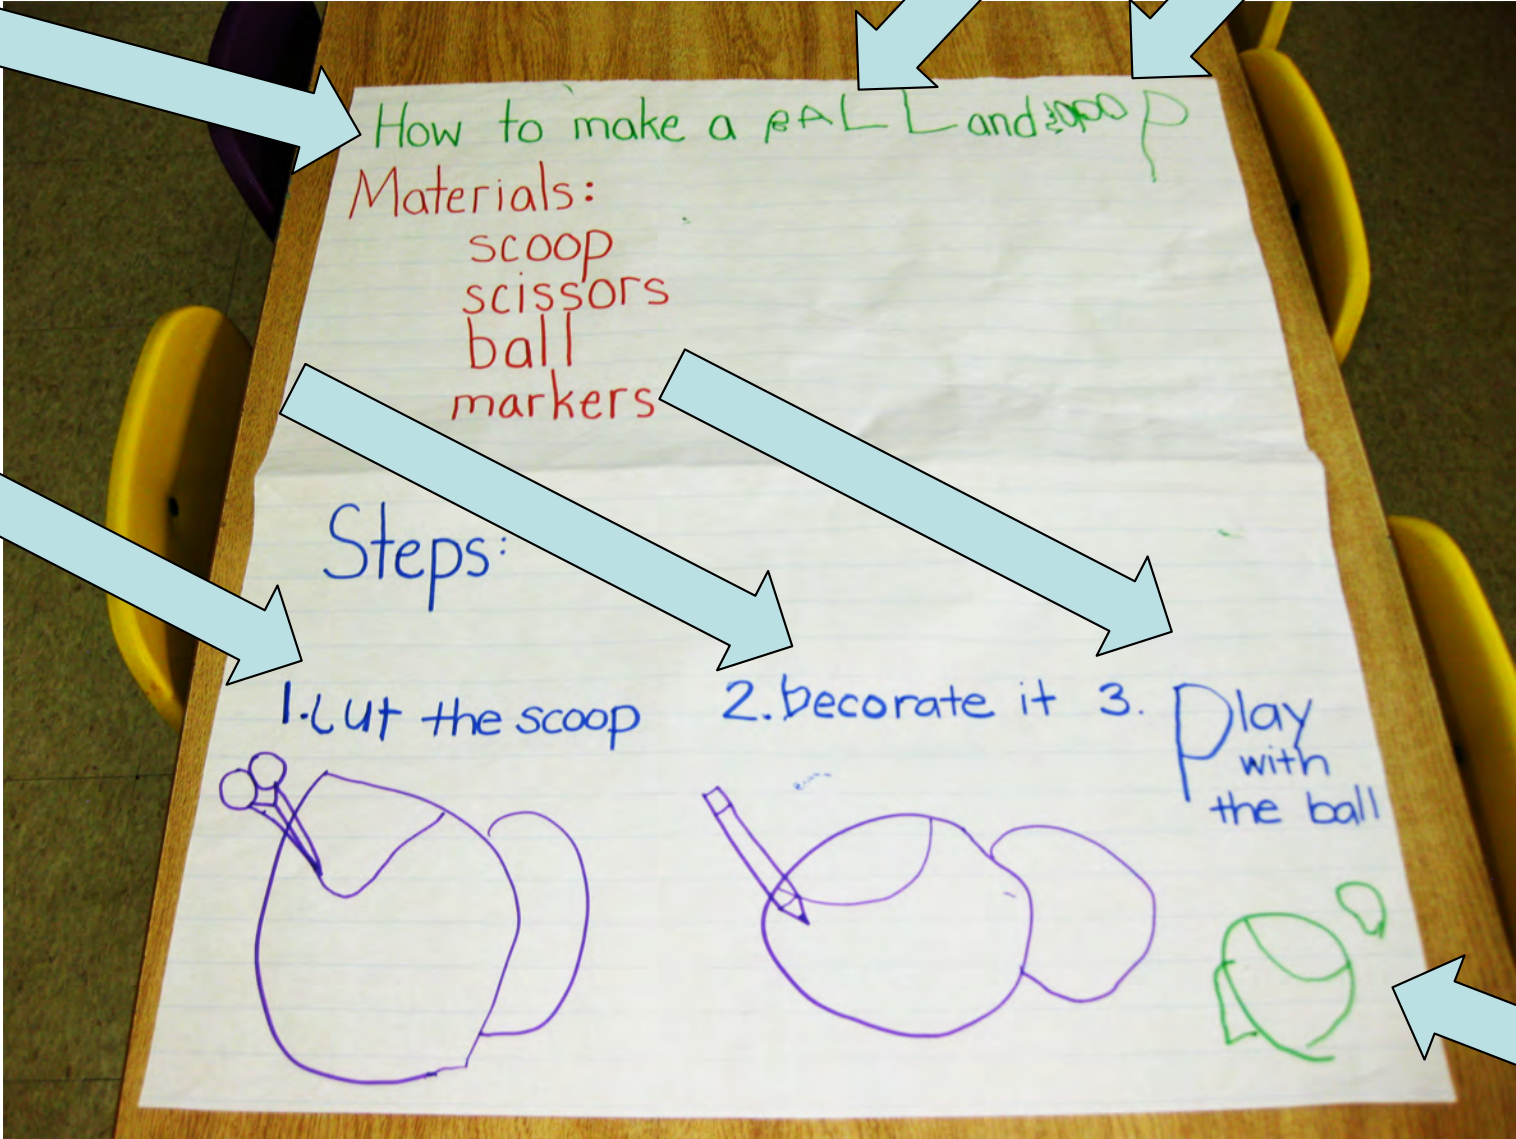 How to make a BALL and scoop
Materials:
scoop
scissors
ball
markers
Steps:
1. Cut the scoop
2. Decorate it
3. Play
with
the ball